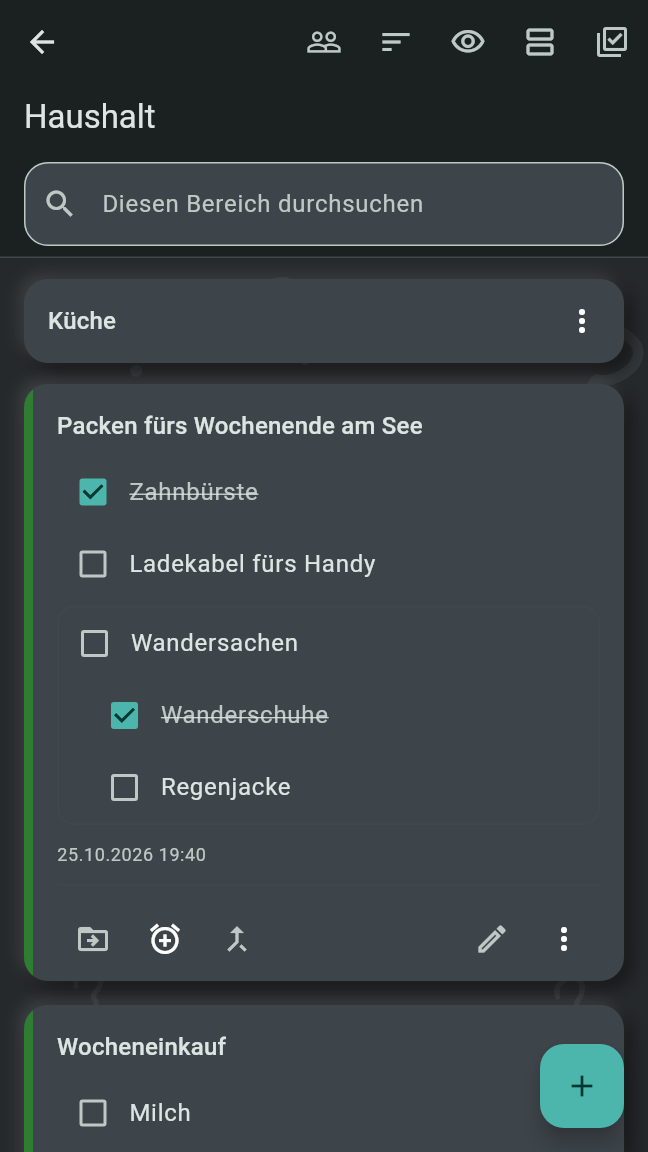 Haushalt
Diesen Bereich durchsuchen
Küche
Packen fürs Wochenende am See
Zahnbürste
Ladekabel fürs Handy
Wandersachen
Wanderschuhe
Regenjacke
25.10.2026 19:40
Wocheneinkauf
Milch